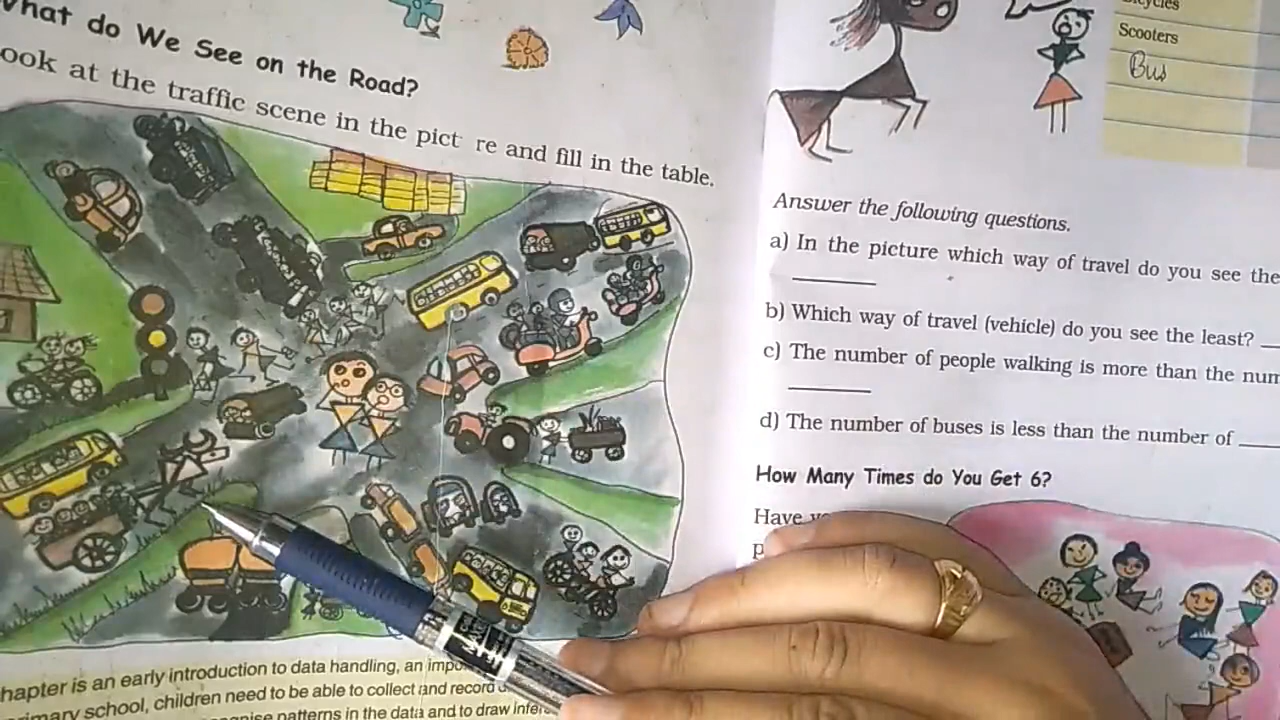 What do We See on the Road?
ook at the traffic scene in the pict re and fill in the table.
hapter is an early introduction to data handling, an
rimary school, children need to be able to collect and record
patterns in the data and to draw
Bicycles
Scooters
Bus
Answer the following questions.
a) In the picture which way of travel do you see the
b) Which way of travel (vehicle) do you see the least?
c) The number of people walking is more than the
d) The number of buses is less than the number of
How Many Times do You Get 6?
Have